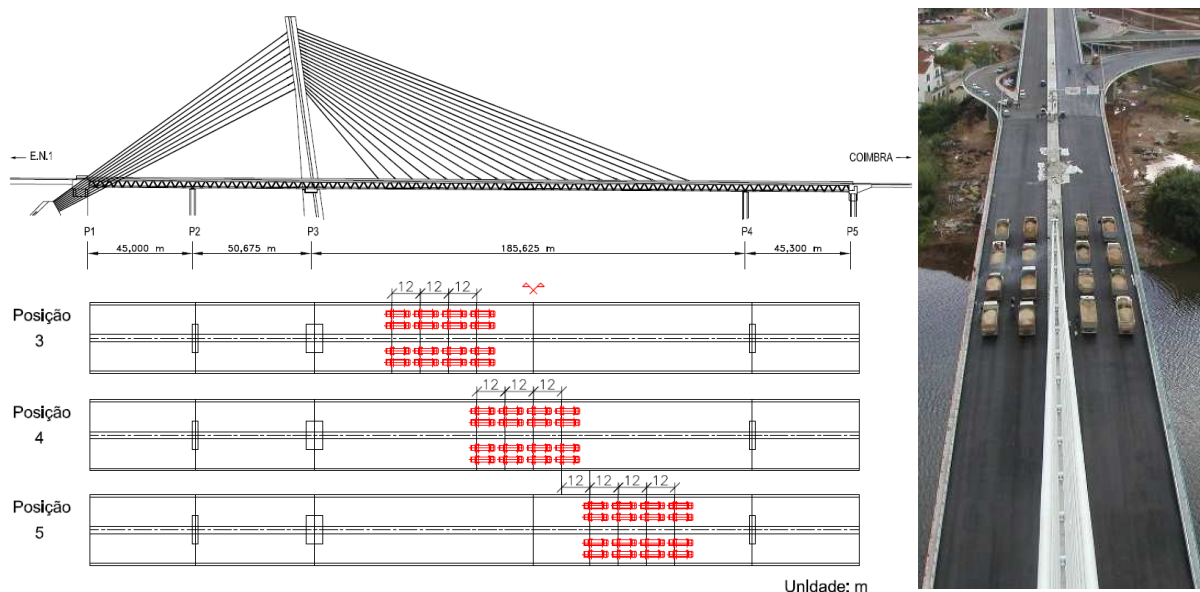 ← E.N.1
COIMBRA →
P1 P2 P3 P4 P5
45,000 m 50,675 m 185,625 m 45,300 m
12 12 12
Posição
3
12 12 12
Posição
4
12 12 12 12
Posição
5
Unidade: m